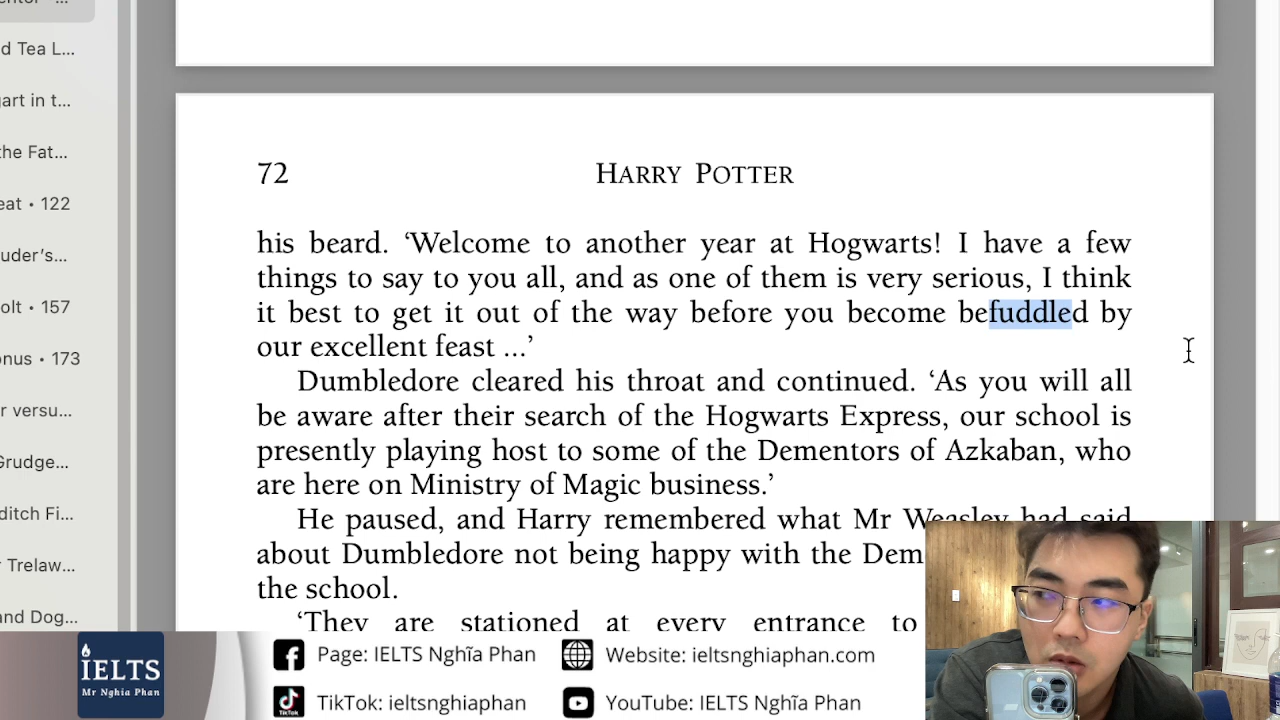 d Tea L...
gart in t...
the Fat...
eat • 122
uder's...
olt • 157
onus • 173
r versu...
Grudge...
ditch Fi...
r Trelaw...
and Dog...
72
HARRY POTTER
his beard. ‘Welcome to another year at Hogwarts! I have a few
things to say to you all, and as one of them is very serious, I think
it best to get it out of the way before you become befuddled by
our excellent feast ...’
Dumbledore cleared his throat and continued. ‘As you will all
be aware after their search of the Hogwarts Express, our school is
presently playing host to some of the Dementors of Azkaban, who
are here on Ministry of Magic business.’
He paused, and Harry remembered what Mr Weasley had said
about Dumbledore not being happy with the Dem
the school.
‘They are stationed at every entrance to
IELTS
Mr Nghia Phan
Page: IELTS Nghĩa Phan
Website: ieltsnghiaphan.com
TikTok: ieltsnghiaphan
YouTube: IELTS Nghĩa Phan